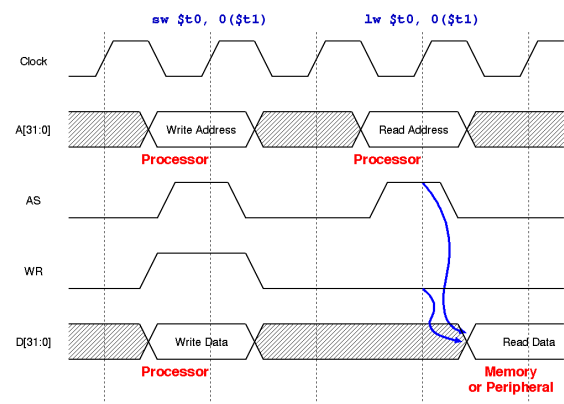 sw $t0, 0($t1) lw $t0, 0($t1)
Clock
A[31:0] Write Address Read Address
Processor Processor
AS
WR
D[31:0] Write Data Read Data
Processor Memory
or Peripheral